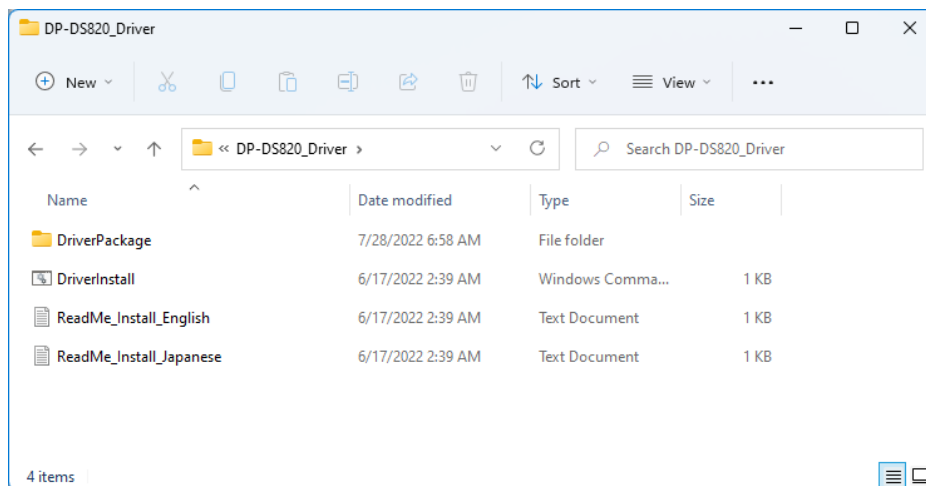 DP-DS820_Driver
New Sort View ...
« DP-DS820_Driver > Search DP-DS820_Driver
Name Date modified Type Size
DriverPackage 7/28/2022 6:58 AM File folder
DriverInstall 6/17/2022 2:39 AM Windows Comma... 1 KB
ReadMe_Install_English 6/17/2022 2:39 AM Text Document 1 KB
ReadMe_Install_Japanese 6/17/2022 2:39 AM Text Document 1 KB
4 items